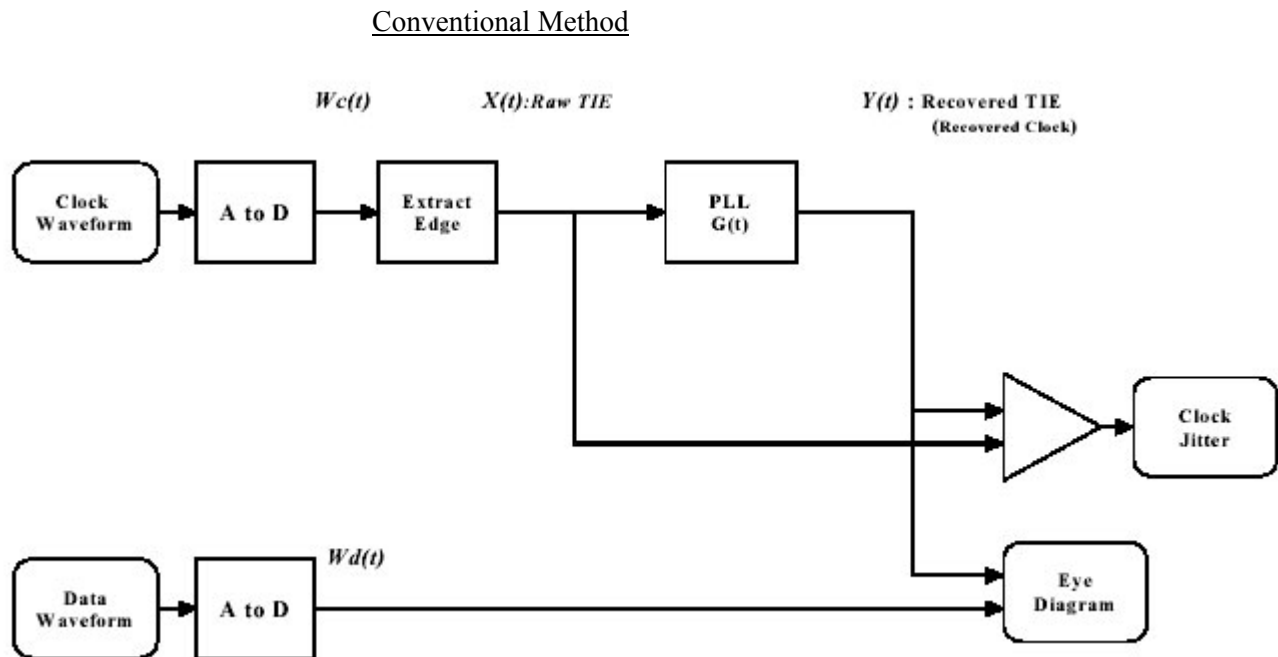 Conventional Method
Wc(t)
X(t):Raw TIE
Y(t) : Recovered TIE
(Recovered Clock)
Clock
Waveform
A to D
Extract
Edge
PLL
G(t)
Clock
Jitter
Wd(t)
Data
Waveform
A to D
Eye
Diagram